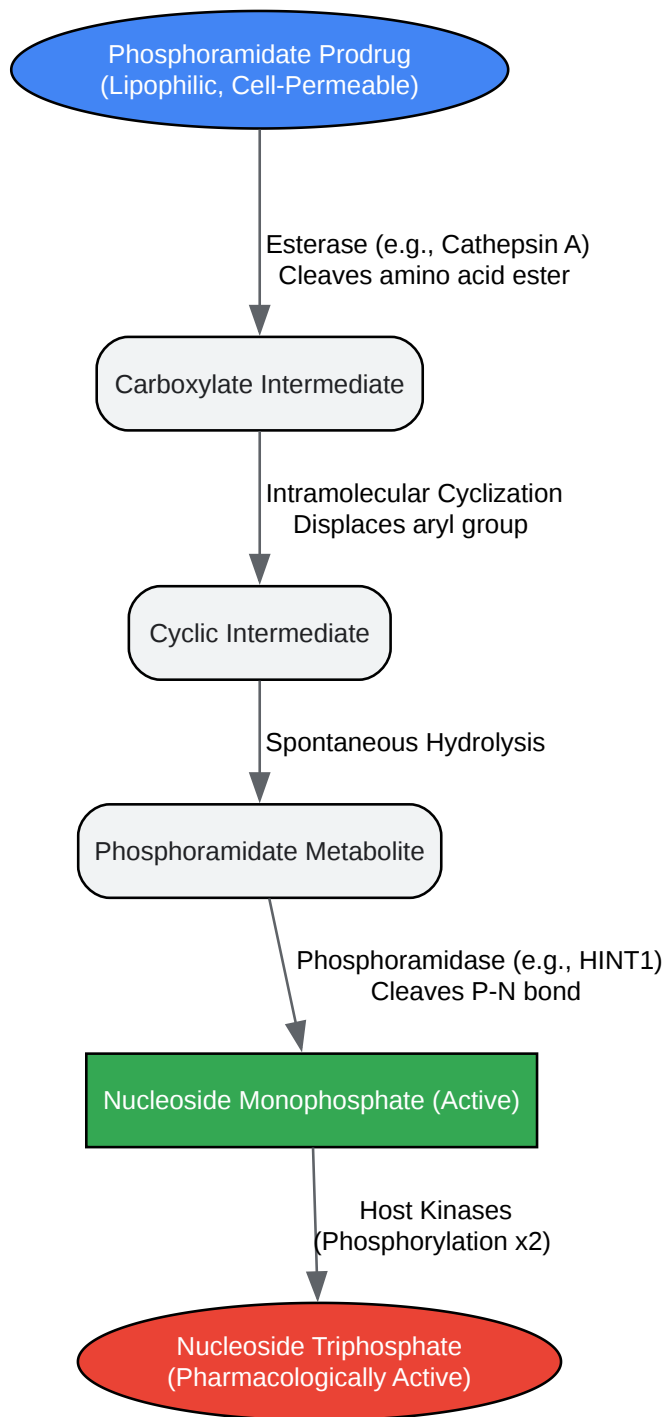 Phosphoramidate Prodrug
(Lipophilic, Cell-Permeable)
Esterase (e.g., Cathepsin A)
Cleaves amino acid ester
Carboxylate Intermediate
Intramolecular Cyclization
Displaces aryl group
Cyclic Intermediate
Spontaneous Hydrolysis
Phosphoramidate Metabolite
Phosphoramidase (e.g., HINT1)
Cleaves P-N bond
Nucleoside Monophosphate (Active)
Host Kinases
(Phosphorylation x2)
Nucleoside Triphosphate
(Pharmacologically Active)